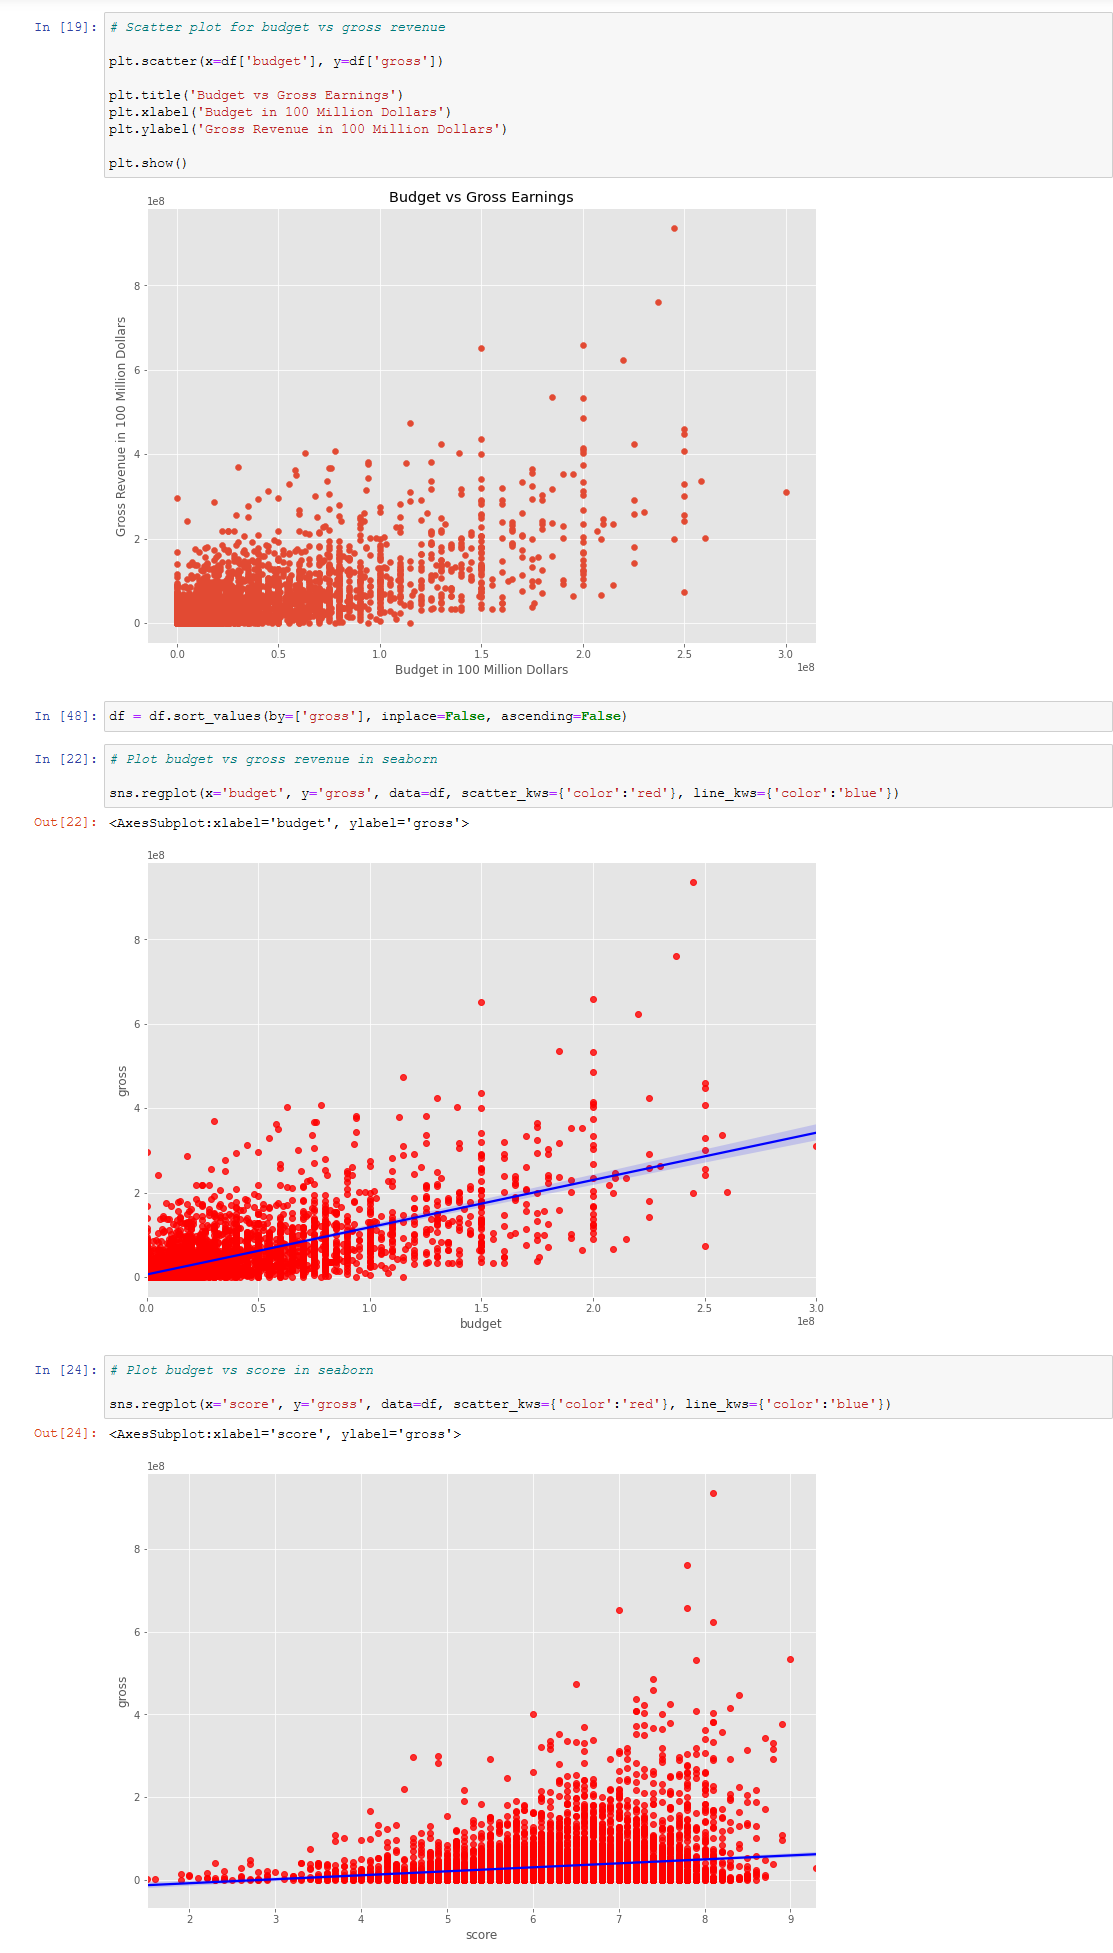 In [19]: # Scatter plot for budget vs gross revenue
plt.scatter(x=df['budget'], y=df['gross'])
plt.title('Budget vs Gross Earnings')
plt.xlabel('Budget in 100 Million Dollars')
plt.ylabel('Gross Revenue in 100 Million Dollars')
plt.show()
Budget vs Gross Earnings
1e8
8
6
4
2
0
Gross Revenue in 100 Million Dollars
0.0 0.5 1.0 1.5 2.0 2.5 3.0
1e8
Budget in 100 Million Dollars
In [48]: df = df.sort_values(by=['gross'], inplace=False, ascending=False)
In [22]: # Plot budget vs gross revenue in seaborn
sns.regplot(x='budget', y='gross', data=df, scatter_kws={'color':'red'}, line_kws={'color':'blue'})
Out[22]: <AxesSubplot:xlabel='budget', ylabel='gross'>
1e8
8
6
4
2
0
gross
0.0 0.5 1.0 1.5 2.0 2.5 3.0
1e8
budget
In [24]: # Plot budget vs score in seaborn
sns.regplot(x='score', y='gross', data=df, scatter_kws={'color':'red'}, line_kws={'color':'blue'})
Out[24]: <AxesSubplot:xlabel='score', ylabel='gross'>
1e8
8
6
4
2
0
gross
2 3 4 5 6 7 8 9
score